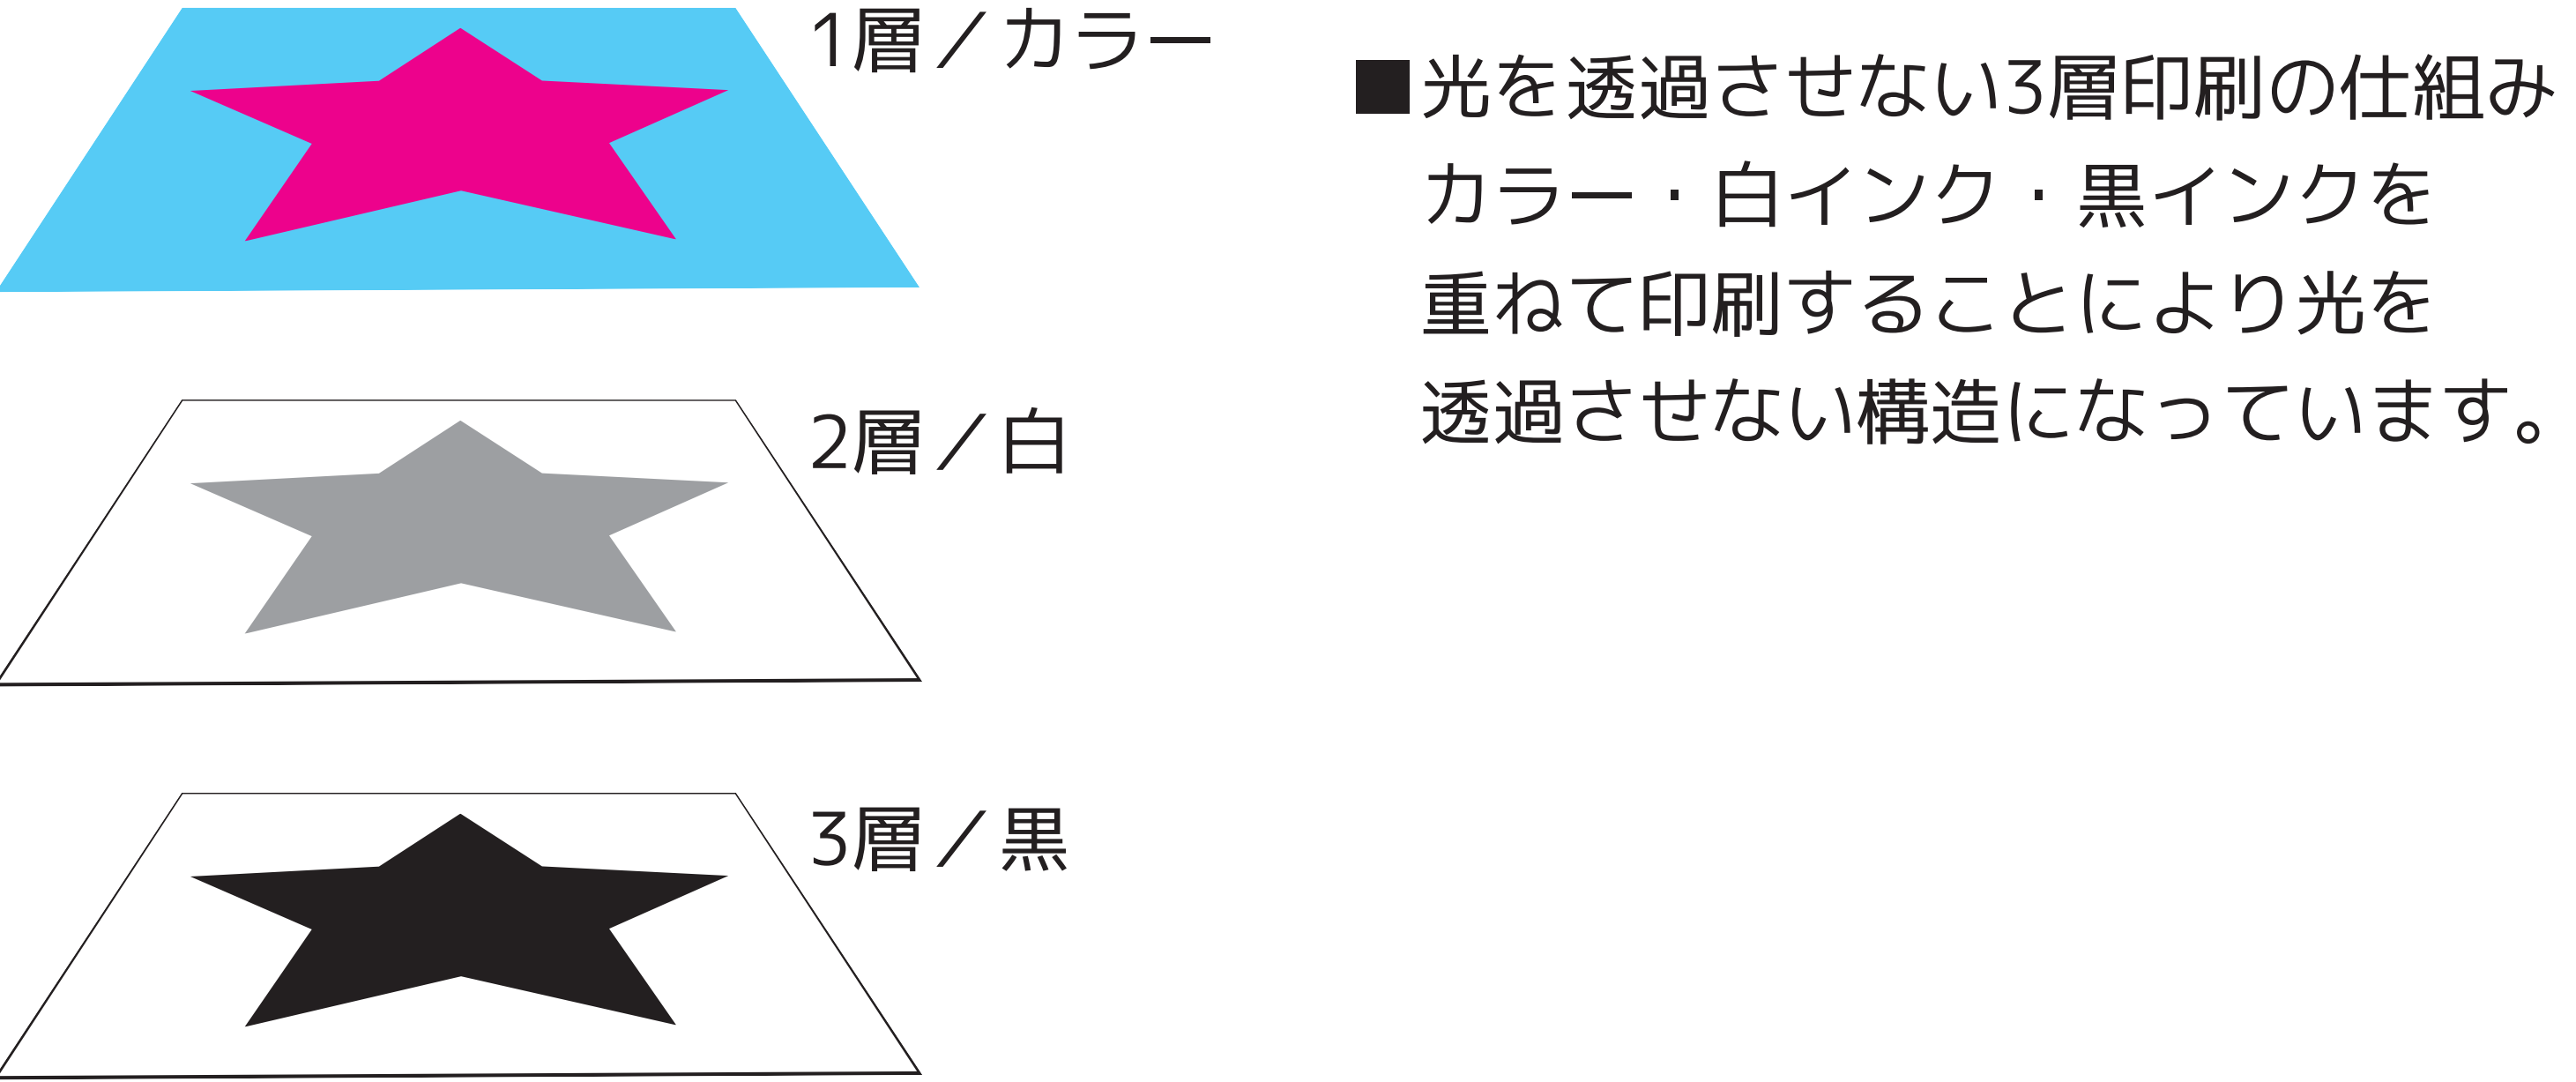 1層／カラー
■光を透過させない3層印刷の仕組み
カラー・白インク・黒インクを
重ねて印刷することにより光を
透過させない構造になっています。
2層／白
3層／黒